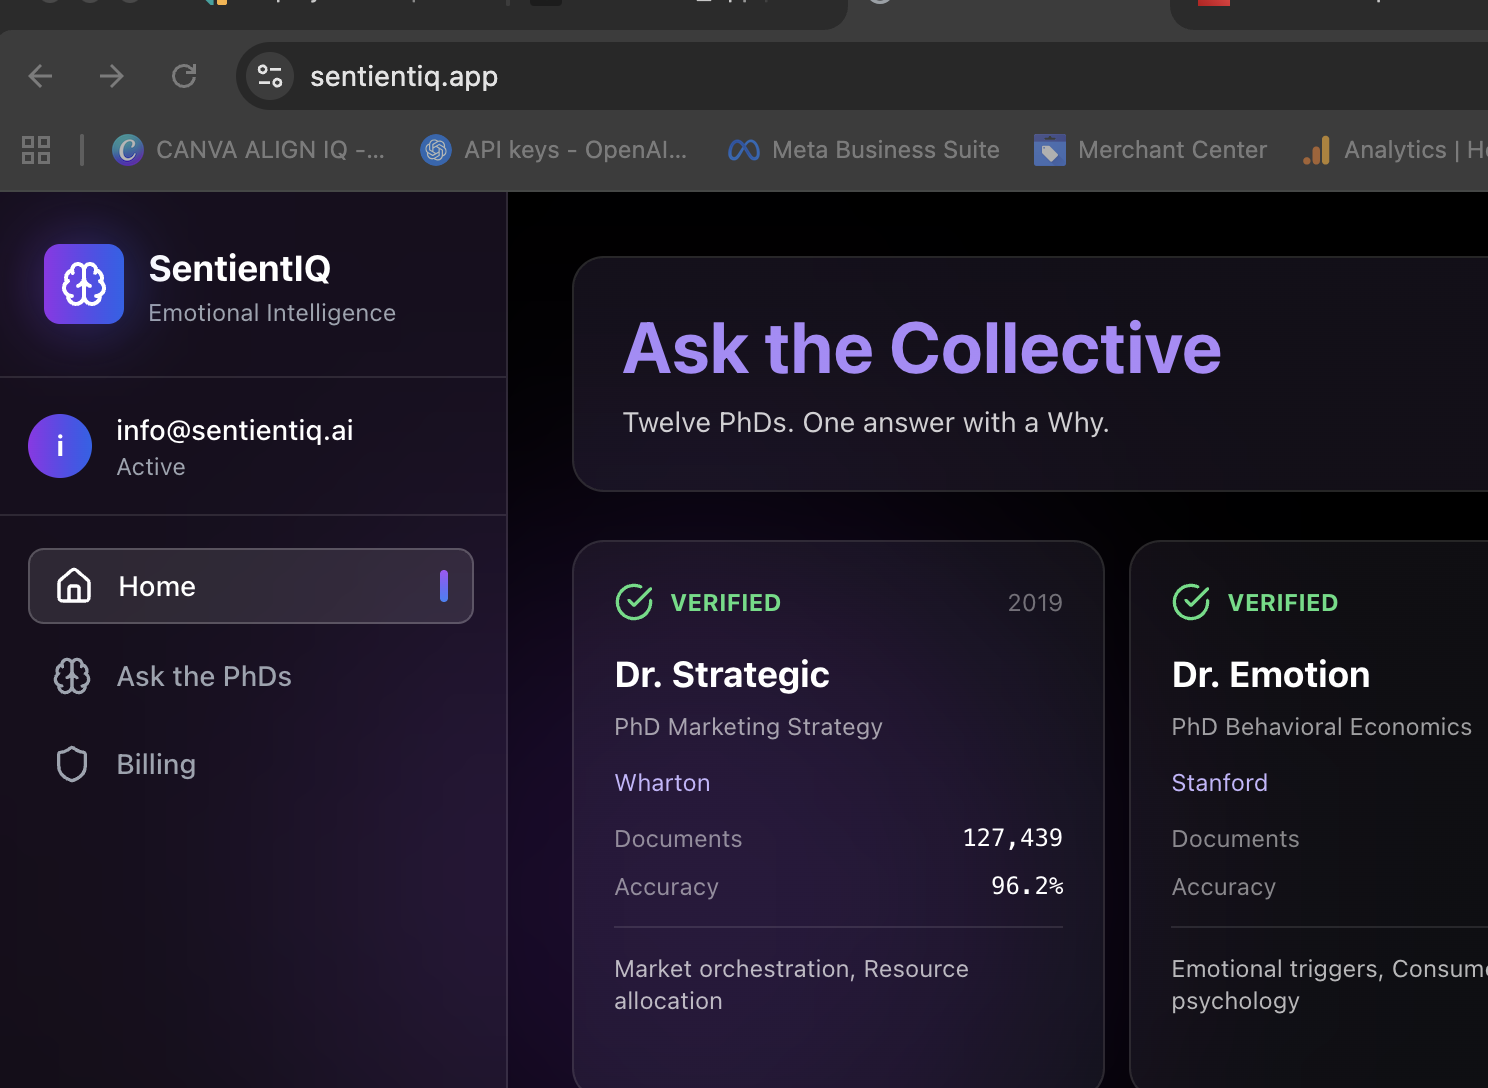 sentientiq.app
CANVA ALIGN IQ -...
API keys - OpenAI...
Meta Business Suite
Merchant Center
Analytics |
SentientIQ
Emotional Intelligence
i
info@sentientiq.ai
Active
Home
Ask the PhDs
Billing
Ask the Collective
Twelve PhDs. One answer with a Why.
VERIFIED
2019
Dr. Strategic
PhD Marketing Strategy
Wharton
Documents
127,439
Accuracy
96.2%
Market orchestration, Resource
allocation
VERIFIED
Dr. Emotion
PhD Behavioral Economics
Stanford
Documents
Accuracy
Emotional triggers,
psychology